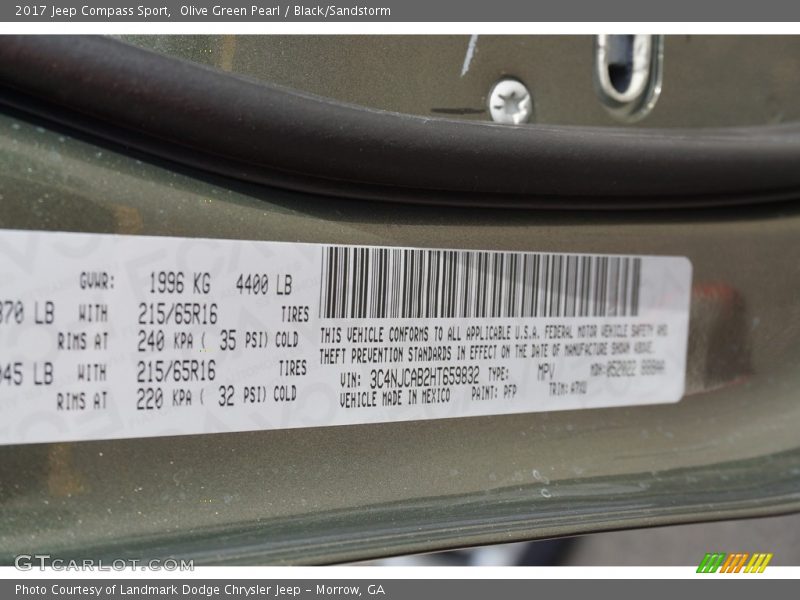 2017 Jeep Compass Sport, Olive Green Pearl / Black/Sandstorm
GVWR: 1996 KG 4400 LB
LB WITH 215/65R16 TIRES
RIMS AT 240 KPA ( 35 PSI) COLD
LB WITH 215/65R16 TIRES
RIMS AT 220 KPA ( 32 PSI) COLD
THIS VEHICLE CONFORMS TO ALL APPLICABLE U.S.A. FEDERAL MOTOR VEHICLE SAFETY AND
THEFT PREVENTION STANDARDS IN EFFECT ON THE DATE OF MANUFACTURE SHOWN ABOVE.
VIN: 3C4NJCAB2HT659832 TYPE: MPV MDH:
VEHICLE MADE IN MEXICO PAINT: PFP TRIM:
GTCARLOT.COM
Photo Courtesy of Landmark Dodge Chrysler Jeep – Morrow, GA